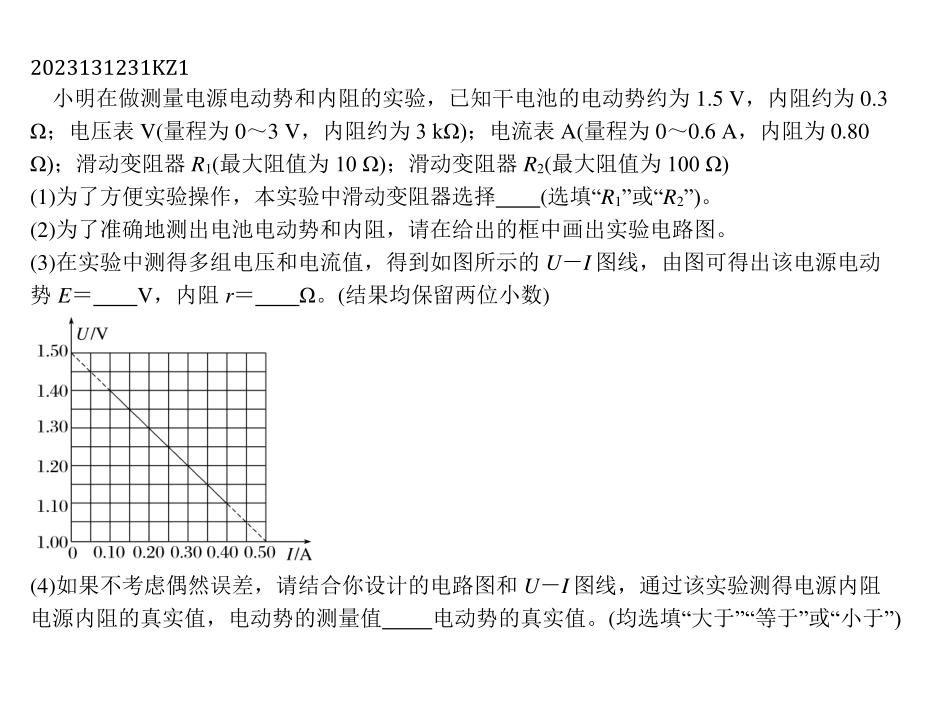 2023131231KZ1
小明在做测量电源电动势和内阻的实验，已知干电池的电动势约为 1.5 V，内阻约为 0.3
Ω；电压表 V(量程为 0～3 V，内阻约为 3 kΩ)；电流表 A(量程为 0～0.6 A，内阻为 0.80
Ω)；滑动变阻器 R₁(最大阻值为 10 Ω)；滑动变阻器 R₂(最大阻值为 100 Ω)
(1)为了方便实验操作，本实验中滑动变阻器选择____(选填“R₁”或“R₂”)。
(2)为了准确地测出电池电动势和内阻，请在给出的框中画出实验电路图。
(3)在实验中测得多组电压和电流值，得到如图所示的 U－I 图线，由图可得出该电源电动
势 E＝____V，内阻 r＝____Ω。(结果均保留两位小数)
U/V
1.50
1.40
1.30
1.20
1.10
1.00
0 0.10 0.20 0.30 0.40 0.50 I/A
(4)如果不考虑偶然误差，请结合你设计的电路图和 U－I 图线，通过该实验测得电源内阻
电源内阻的真实值，电动势的测量值____电动势的真实值。(均选填“大于”“等于”或“小于”)